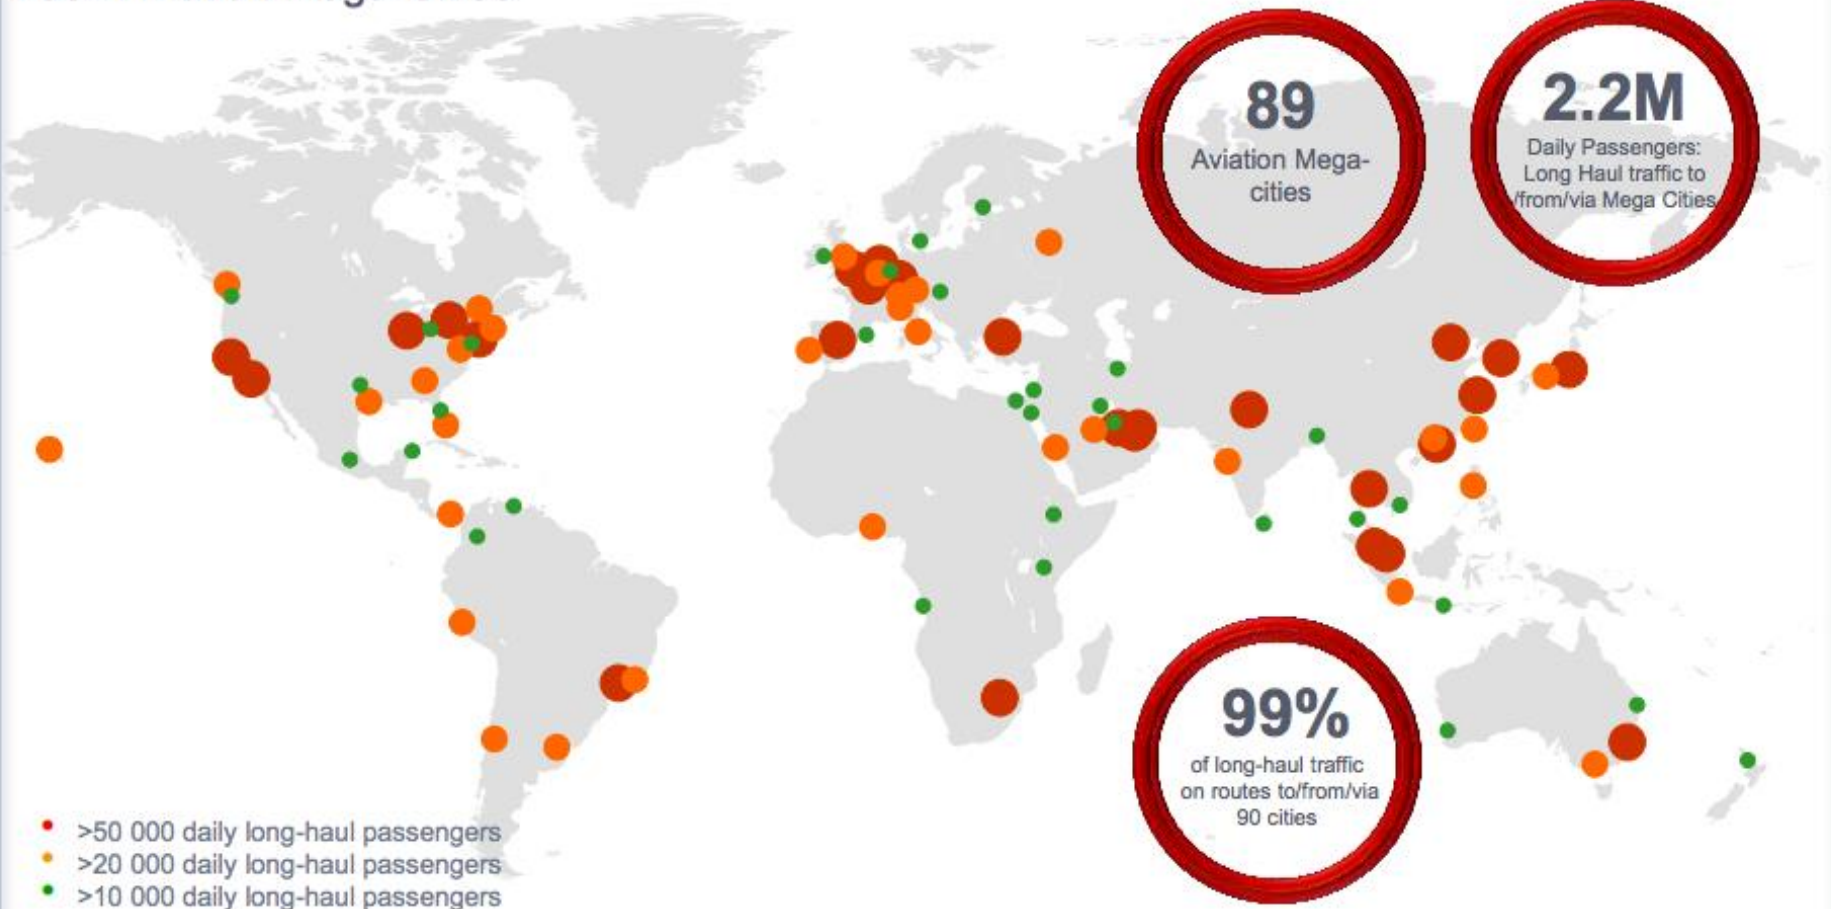 89
Aviation Mega-
cities
2.2M
Daily Passengers:
Long Haul traffic to
/from/via Mega Cities
99%
of long-haul traffic
on routes to/from/via
90 cities
>50 000 daily long-haul passengers
>20 000 daily long-haul passengers
>10 000 daily long-haul passengers